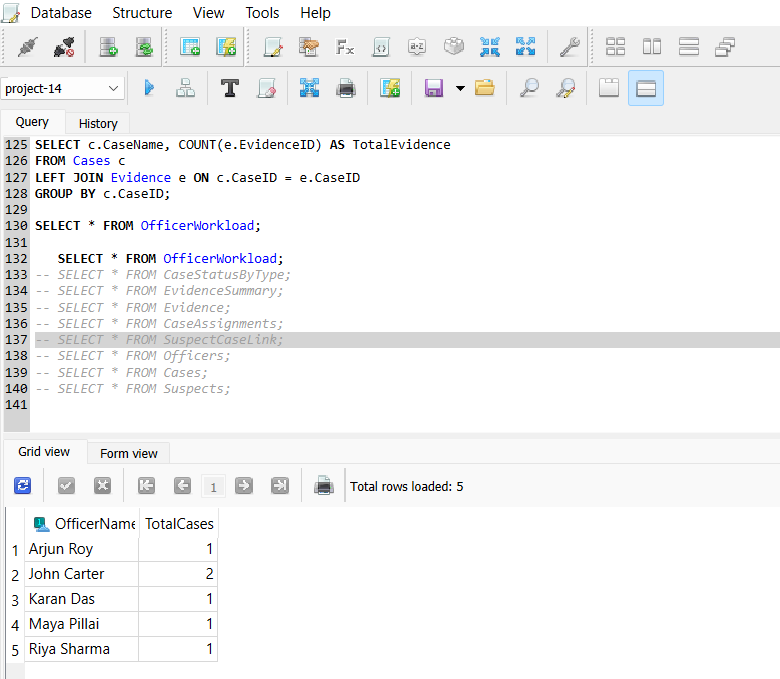 Database Structure View Tools Help
Fx
a-z
project-14
T
Query History
125 SELECT c.CaseName, COUNT(e.EvidenceID) AS TotalEvidence
126 FROM Cases c
127 LEFT JOIN Evidence e ON c.CaseID = e.CaseID
128 GROUP BY c.CaseID;
129
130 SELECT * FROM OfficerWorkload;
131
132 SELECT * FROM OfficerWorkload;
133 -- SELECT * FROM CaseStatusByType;
134 -- SELECT * FROM EvidenceSummary;
135 -- SELECT * FROM Evidence;
136 -- SELECT * FROM CaseAssignments;
137 -- SELECT * FROM SuspectCaseLink;
138 -- SELECT * FROM Officers;
139 -- SELECT * FROM Cases;
140 -- SELECT * FROM Suspects;
141
Grid view Form view
1 Total rows loaded: 5
1 OfficerName TotalCases
1 Arjun Roy 1
2 John Carter 2
3 Karan Das 1
4 Maya Pillai 1
5 Riya Sharma 1